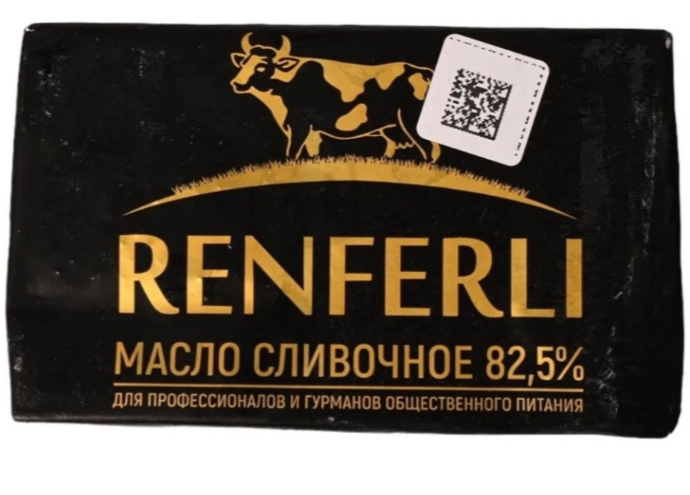 RENFERLI
МАСЛО СЛИВОЧНОЕ 82,5%
ДЛЯ ПРОФЕССИОНАЛОВ И ГУРМАНОВ ОБЩЕСТВЕННОГО ПИТАНИЯ